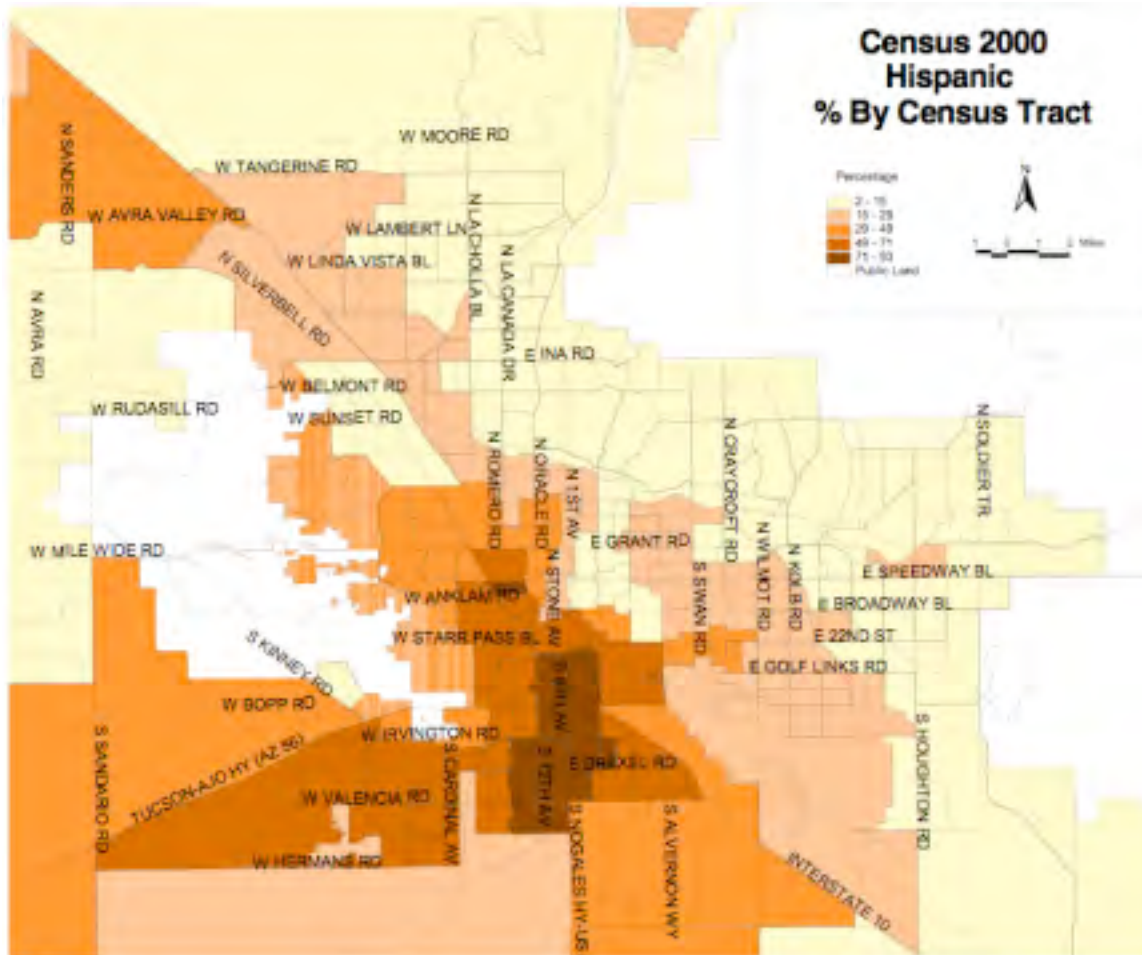 Census 2000
Hispanic
% By Census Tract
Percentage
2 - 15
15 - 29
29 - 49
49 - 71
71 - 93
Public Land
N
Miles
W MOORE RD
W TANGERINE RD
N SANDERS RD
W AVRA VALLEY RD
W LAMBERT LN
N LA CHOLLA BL
N LA CANADA DR
W LINDA VISTA BL
N SILVERBELL RD
N AVRA RD
E INA RD
W BELMONT RD
W RUDASILL RD
W SUNSET RD
N ROMERO RD
N ORACLE RD
N 1ST AV
N CRAYCROFT RD
N SOLDIER TR
W MILE WIDE RD
E GRANT RD
N STONE AV
S SWAN RD
N WILMOT RD
N KOLB RD
E SPEEDWAY BL
W ANKLAM RD
E BROADWAY BL
W STARR PASS BL
E 22ND ST
S KINNEY RD
E GOLF LINKS RD
W BOPP RD
S 6TH AV
W IRVINGTON RD
S SANDARIO RD
TUCSON-AJO HY (AZ 86)
S CARDINAL AV
S 12TH AV
E DREXEL RD
S HOUGHTON RD
W VALENCIA RD
W HERMANS RD
S NOGALES HY-US
S ALVERNON WY
INTERSTATE 10